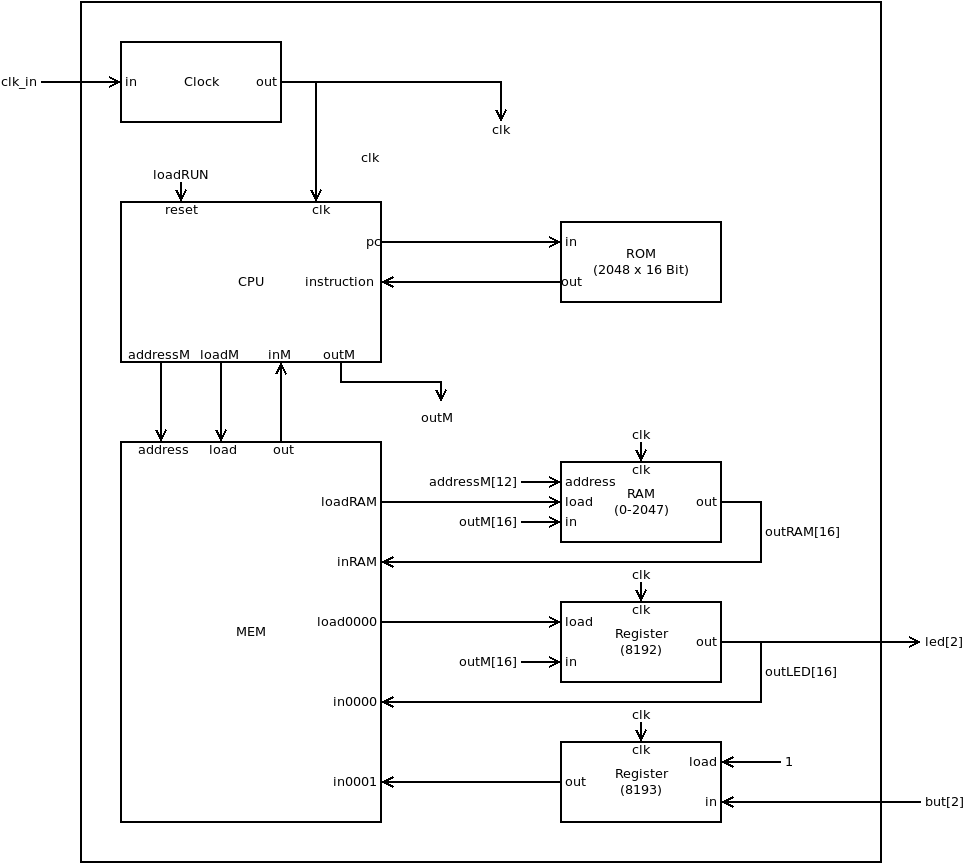 clk_in
in
Clock
out
clk
clk
loadRUN
reset
clk
pc
CPU
instruction
in
ROM
(2048 x 16 Bit)
out
addressM
loadM
inM
outM
outM
address
load
out
loadRAM
inRAM
load0000
MEM
in0000
in0001
clk
clk
addressM[12]
address
RAM
(0-2047)
load
outM[16]
in
out
outRAM[16]
clk
clk
load
Register
(8192)
outM[16]
in
out
led[2]
outLED[16]
clk
clk
Register
(8193)
out
load
1
in
but[2]